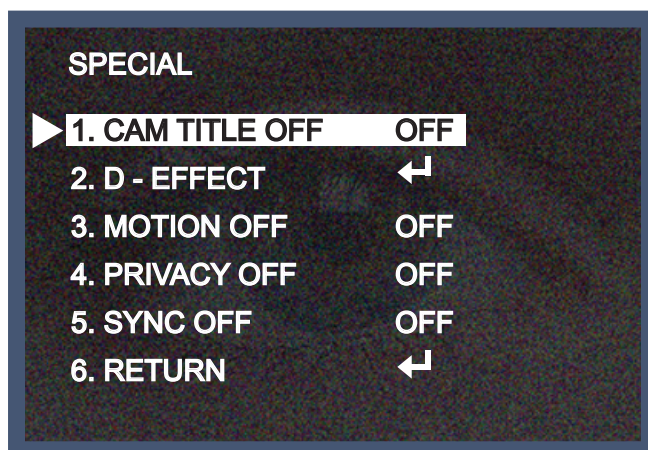 SPECIAL
1. CAM TITLE OFF OFF
2. D - EFFECT ↵
3. MOTION OFF OFF
4. PRIVACY OFF OFF
5. SYNC OFF OFF
6. RETURN ↵